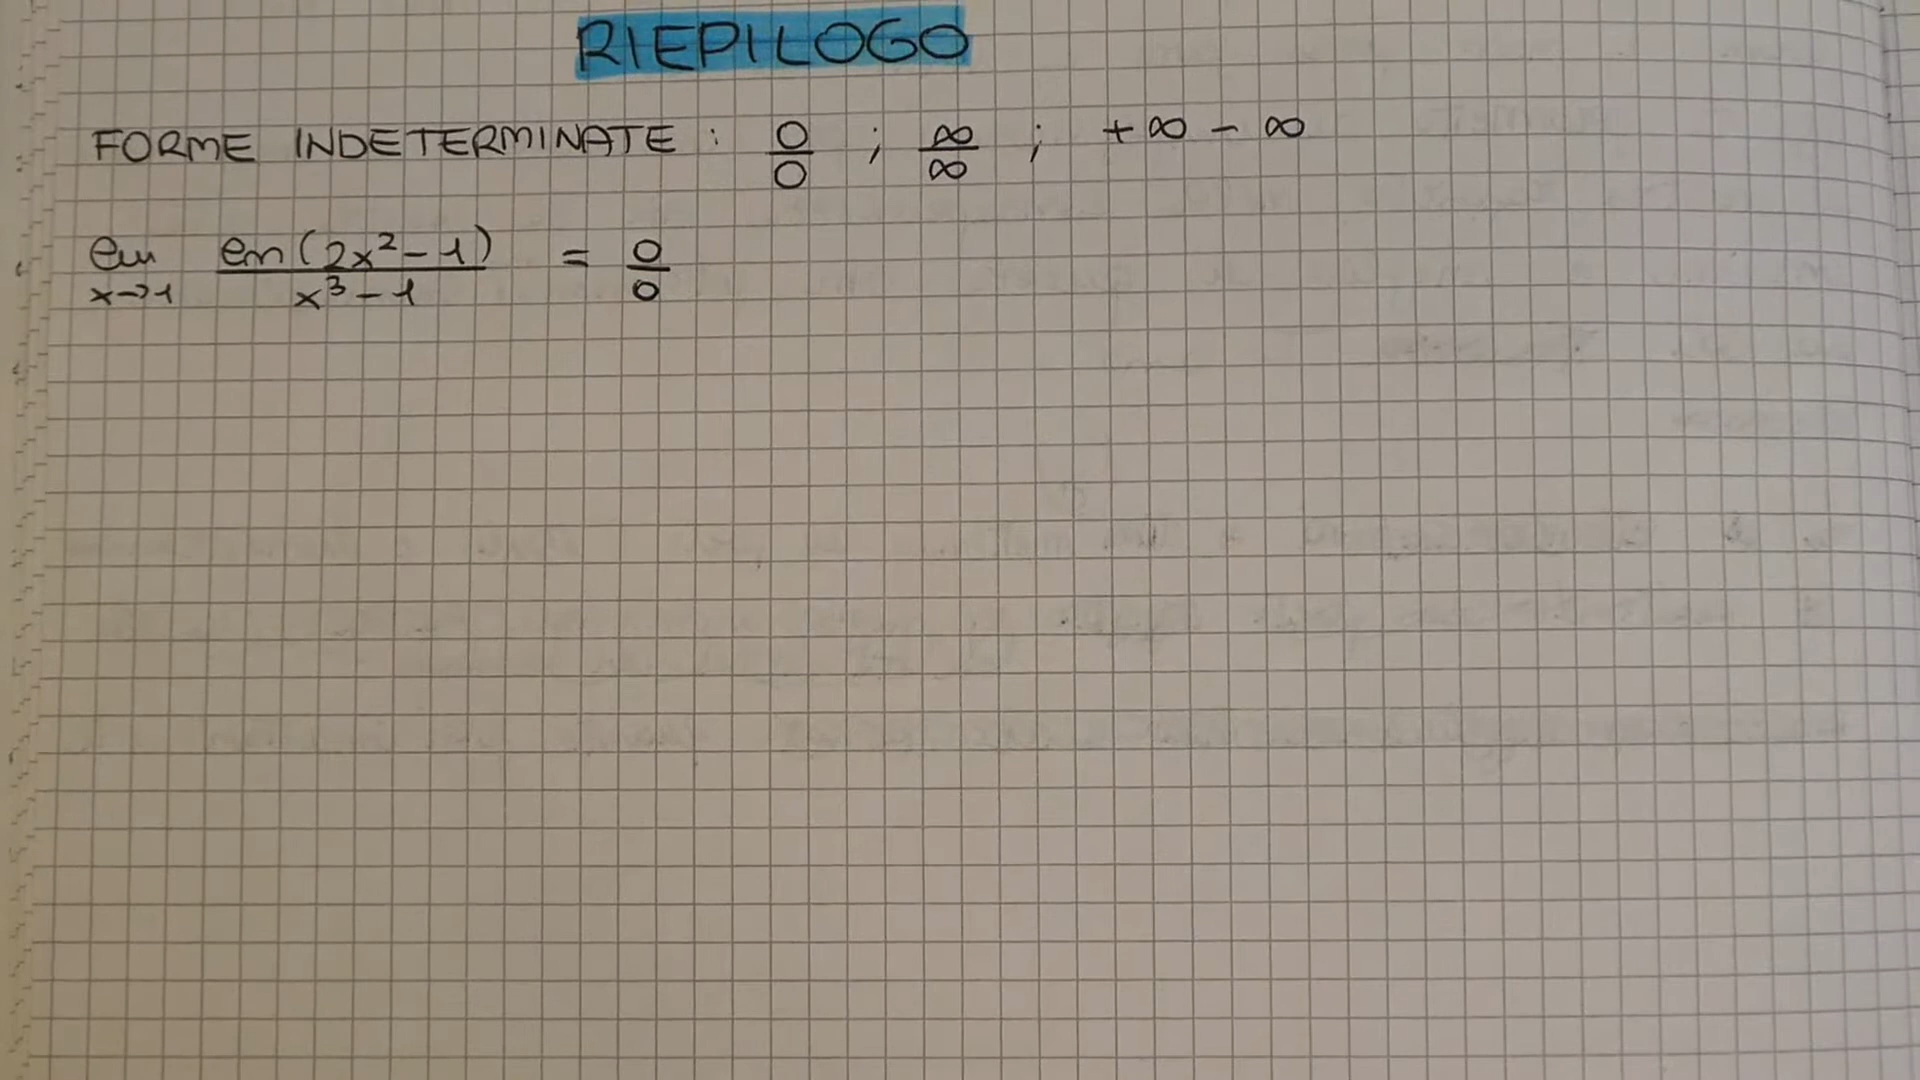 RIEPILOGO
FORME INDETERMINATE : 0/0 ; ∞/∞ ; +∞ - ∞
lim x→1 ln(2x²-1)/x³-1 = 0/0